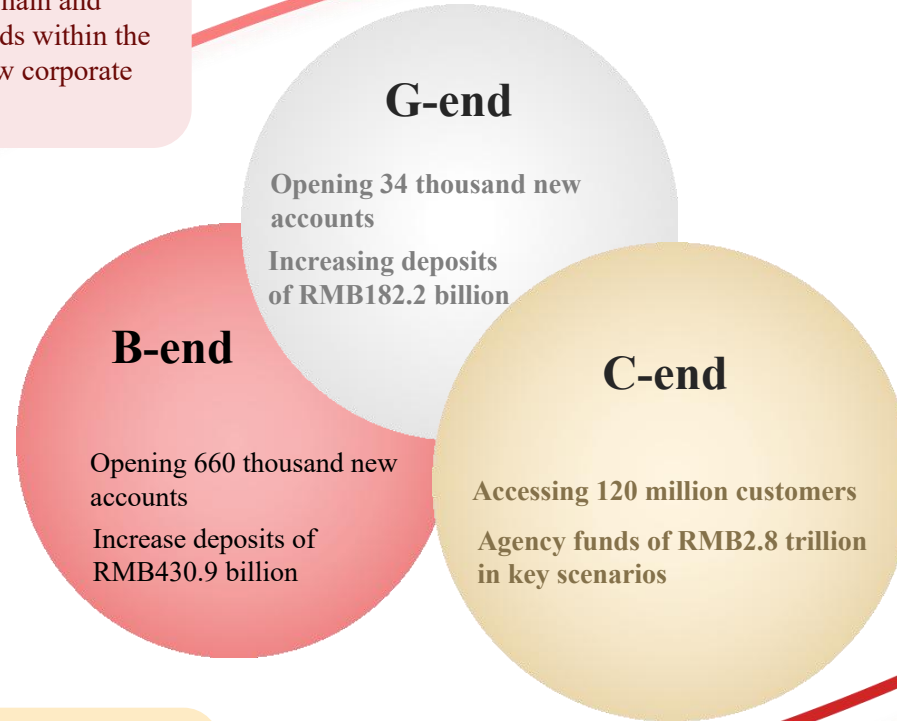 ds within the
w corporate
G-end
Opening 34 thousand new
accounts
Increasing deposits
of RMB182.2 billion
B-end
Opening 660 thousand new
accounts
Increase deposits of
RMB430.9 billion
C-end
Accessing 120 million customers
Agency funds of RMB2.8 trillion
in key scenarios